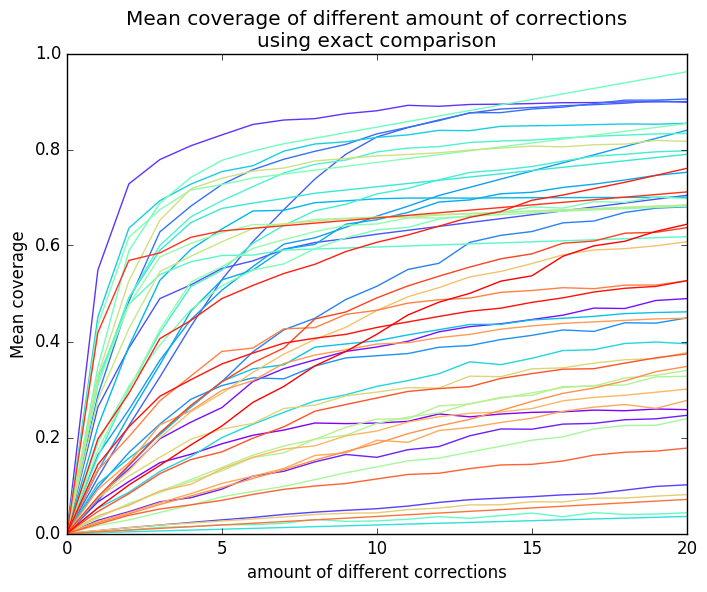 Mean coverage of different amount of corrections
using exact comparison
1.0
0.8
0.6
0.4
0.2
0.0
Mean coverage
0
5
10
15
20
amount of different corrections